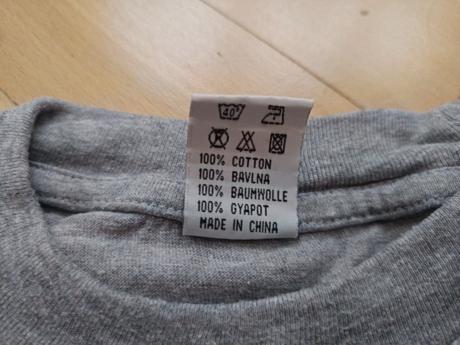 40°
100% COTTON
100% BAVLNA
100% BAUMWOLLE
100% GYAPOT
MADE IN CHINA